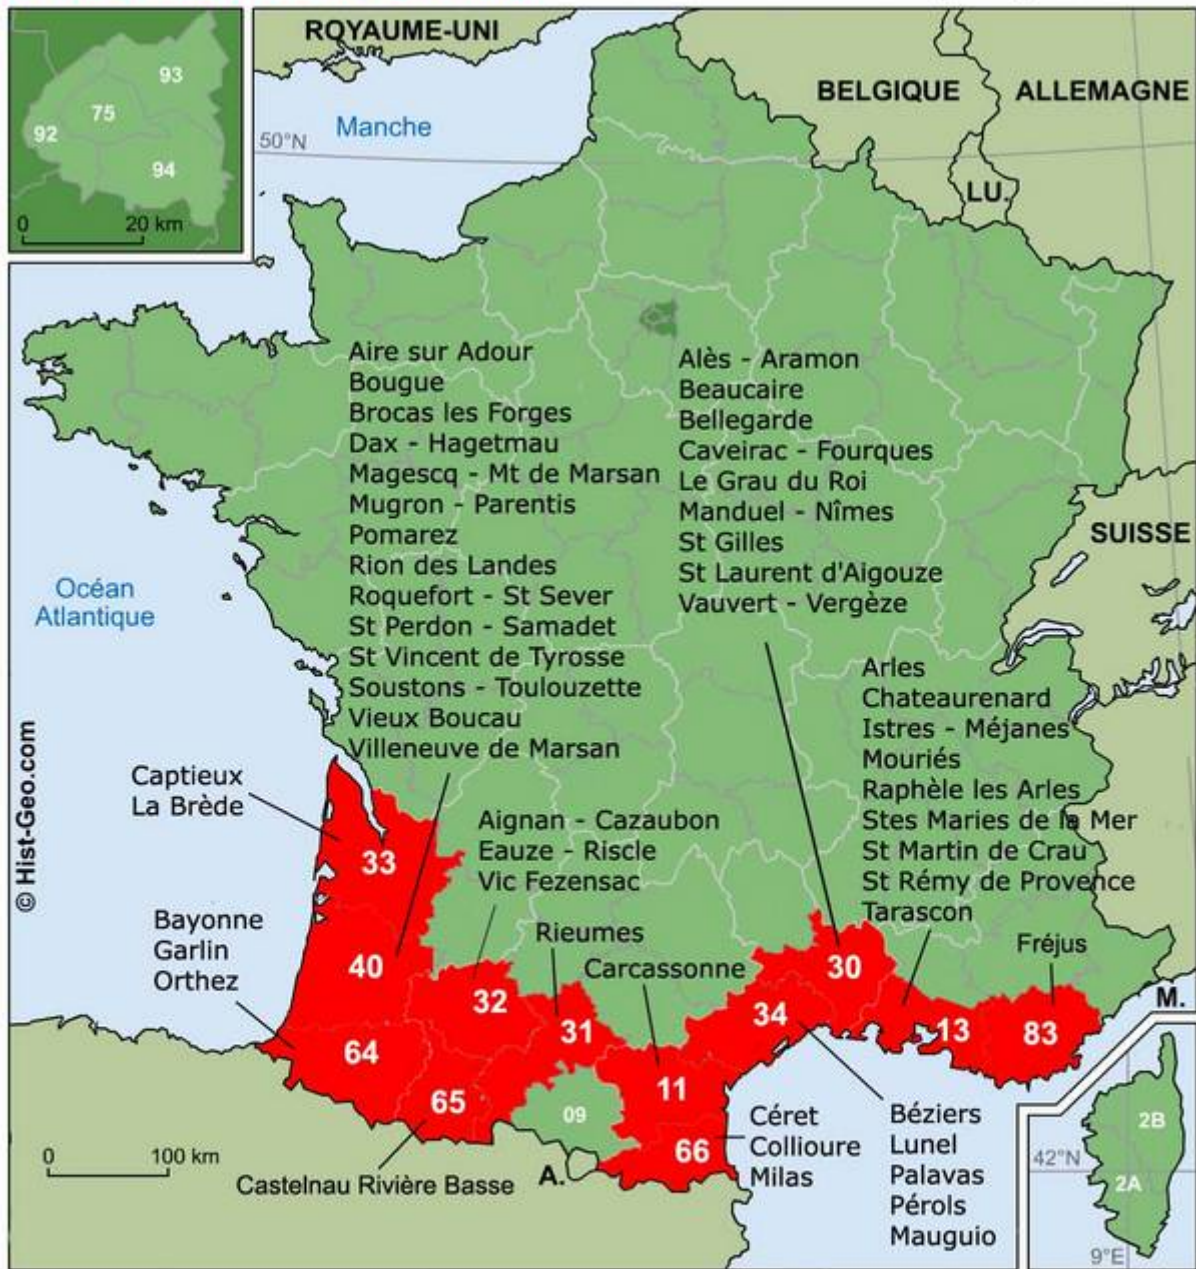 ROYAUME-UNI
BELGIQUE
ALLEMAGNE
LU.
93
75
92
94
0 20 km
Manche
50°N
SUISSE
Océan
Atlantique
© Hist-Geo.com
Aire sur Adour
Bougue
Brocas les Forges
Dax - Hagetmau
Magescq - Mt de Marsan
Mugron - Parentis
Pomarez
Rion des Landes
Roquefort - St Sever
St Perdon - Samadet
St Vincent de Tyrosse
Soustons - Toulouzette
Vieux Boucau
Villeneuve de Marsan
Alès - Aramon
Beaucaire
Bellegarde
Caveirac - Fourques
Le Grau du Roi
Manduel - Nîmes
St Gilles
St Laurent d'Aigouze
Vauvert - Vergèze
Arles
Chateaurenard
Istres - Méjanes
Mouriés
Raphèle les Arles
Stes Maries de la Mer
St Martin de Crau
St Rémy de Provence
Tarascon
Captieux
La Brède
Aignan - Cazaubon
Eauze - Riscle
Vic Fezensac
Bayonne
Garlin
Orthez
Rieumes
Carcassonne
Fréjus
M.
33
40
32
31
30
34
13
83
64
65
09
11
66
Céret
Collioure
Milas
Béziers
Lunel
Palavas
Pérols
Mauguio
Castelnau Rivière Basse
A.
0 100 km
2B
42°N
2A
9°E